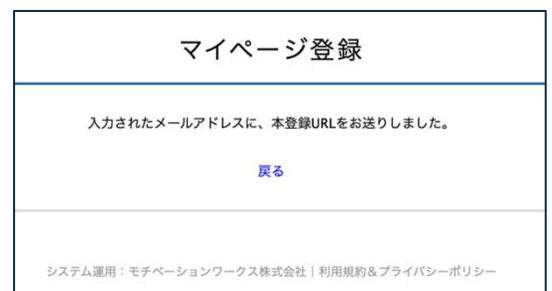 マイページ登録
入力されたメールアドレスに、本登録URLをお送りしました。
戻る
システム運用：モチベーションワークス株式会社｜利用規約＆プライバシーポリシー